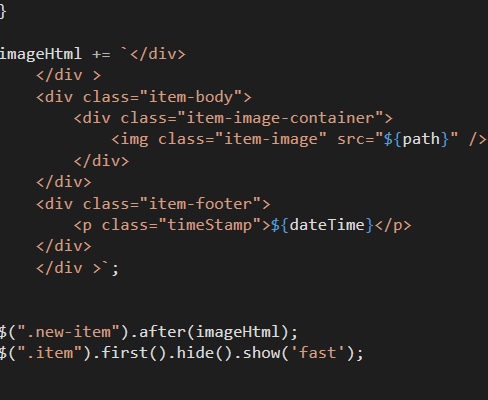 }
imageHtml += `</div>
</div >
<div class="item-body">
<div class="item-image-container">
<img class="item-image" src="${path}" />
</div>
</div>
<div class="item-footer">
<p class="timeStamp">${dateTime}</p>
</div>
</div >`;
$(".new-item").after(imageHtml);
$(".item").first().hide().show('fast');